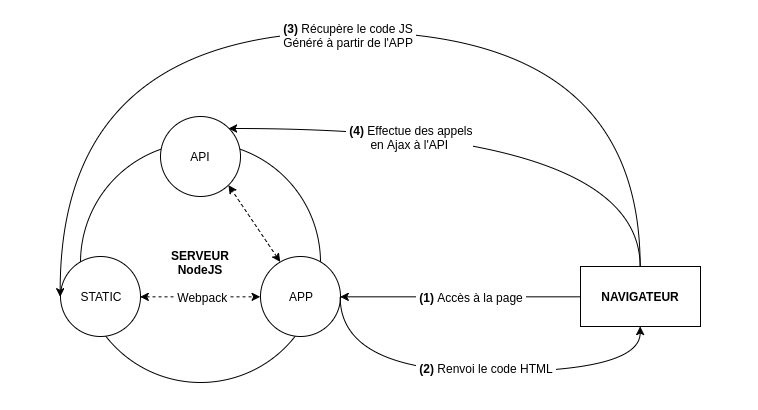 (3) Récupère le code JS
Généré à partir de l'APP
(4) Effectue des appels
en Ajax à l'API
API
SERVEUR
NodeJS
STATIC
Webpack
APP
(1) Accès à la page
NAVIGATEUR
(2) Renvoi le code HTML